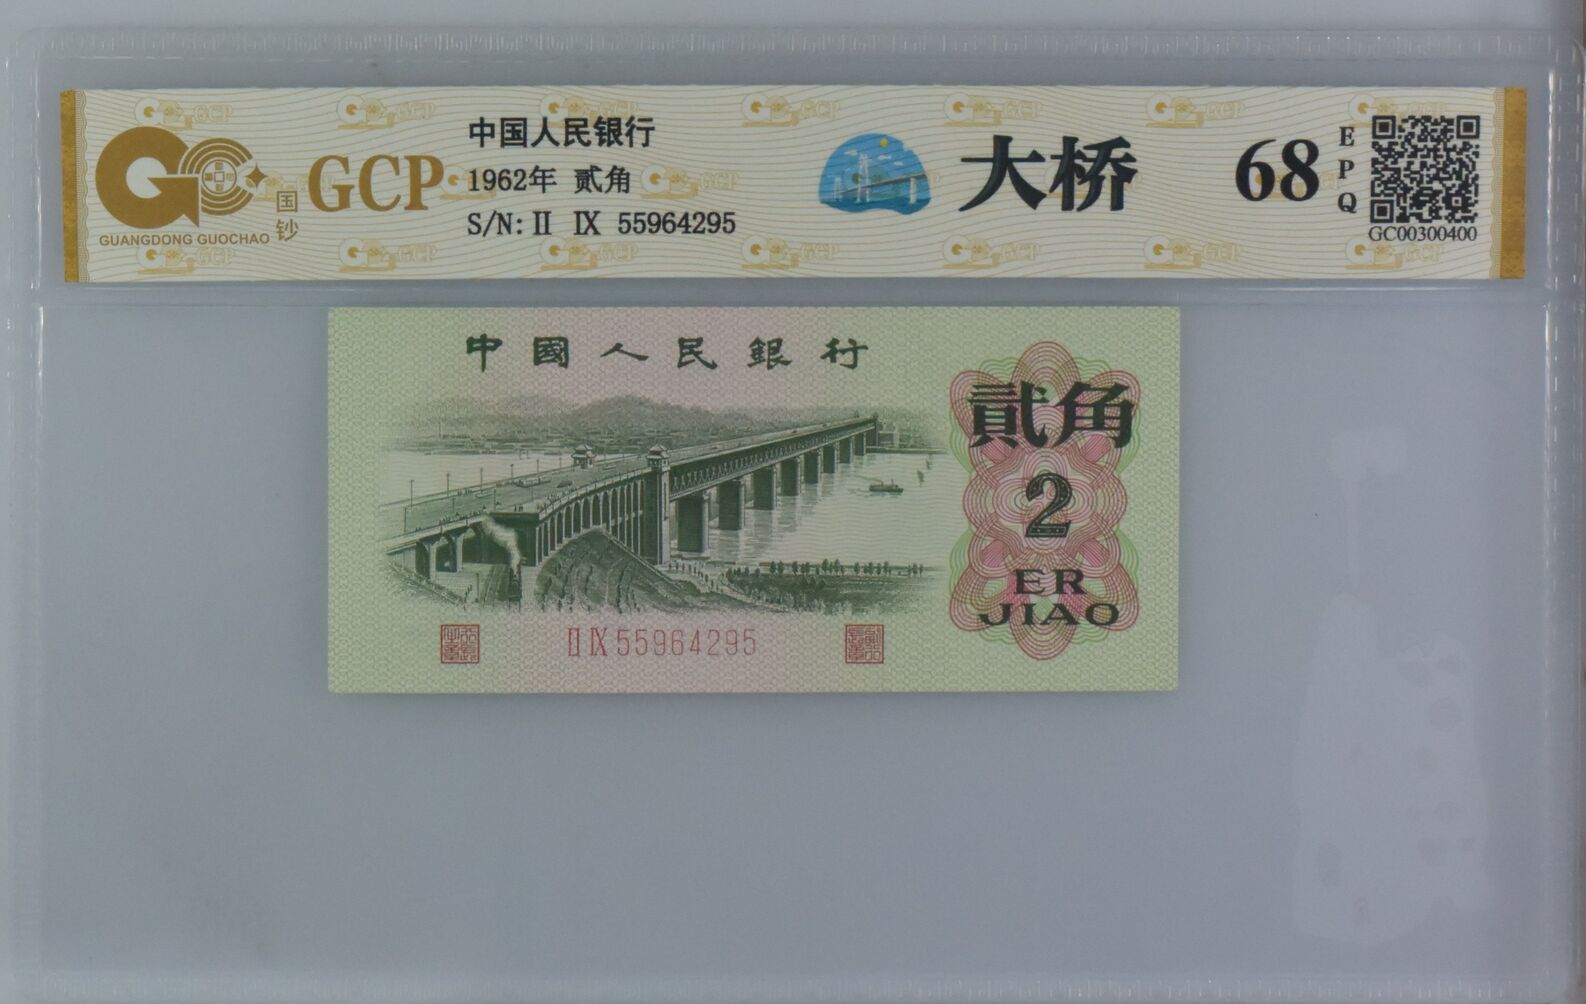 国钞
GUANGDONG GUOCHAO
GCP
中国人民银行
1962年 贰角
S/N: II IX 55964295
大桥
68
EPQ
GC00300400
中國人民銀行
貳角
2
ER
JIAO
II IX 55964295